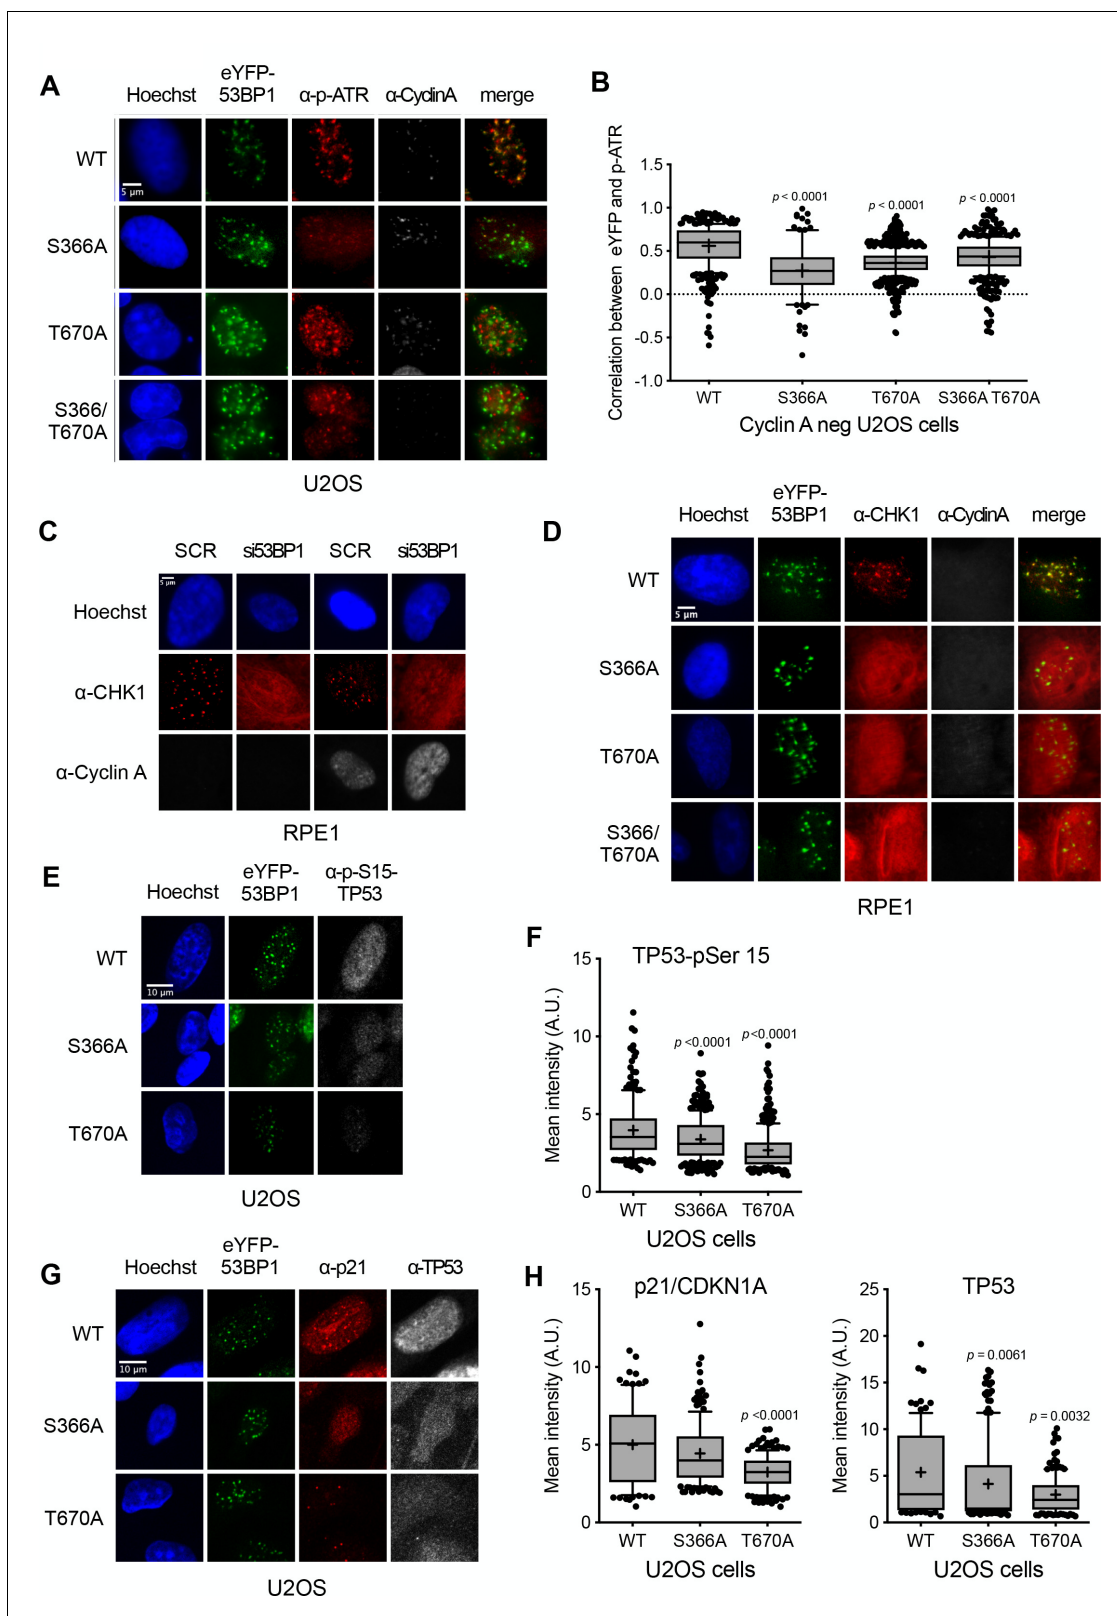 A
Hoechst
eYFP-
53BP1
α-p-ATR
α-CyclinA
merge
WT
5 µm
S366A
T670A
S366/
T670A
U2OS
B
Correlation between eYFP and p-ATR
1.5
1.0
0.5
0.0
-0.5
-1.0
p < 0.0001
p < 0.0001
p < 0.0001
WT
S366A
T670A
S366A T670A
Cyclin A neg U2OS cells
C
SCR
si53BP1
SCR
si53BP1
5 µm
Hoechst
α-CHK1
α-Cyclin A
RPE1
D
Hoechst
eYFP-
53BP1
α-CHK1
α-CyclinA
merge
WT
5 µm
S366A
T670A
S366/
T670A
RPE1
E
Hoechst
eYFP-
53BP1
α-p-S15-
TP53
WT
10 µm
S366A
T670A
U2OS
F
TP53-pSer 15
Mean intensity (A.U.)
15
10
5
0
p <0.0001
p<0.0001
WT
S366A
T670A
U2OS cells
G
Hoechst
eYFP-
53BP1
α-p21
α-TP53
WT
10 µm
S366A
T670A
U2OS
H
p21/CDKN1A
Mean intensity (A.U.)
15
10
5
0
p <0.0001
WT
S366A
T670A
U2OS cells
TP53
Mean intensity (A.U.)
25
20
15
10
5
0
p = 0.0061
p = 0.0032
WT
S366A
T670A
U2OS cells